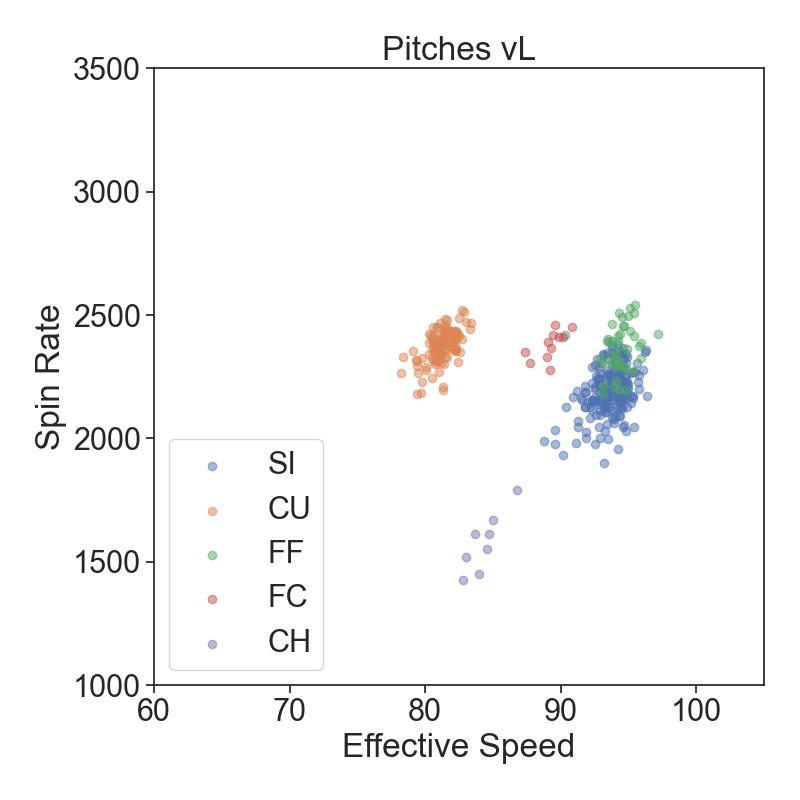 Pitches vL
3500
3000
2500
2000
1500
1000
Spin Rate
SI
CU
FF
FC
CH
60 70 80 90 100
Effective Speed